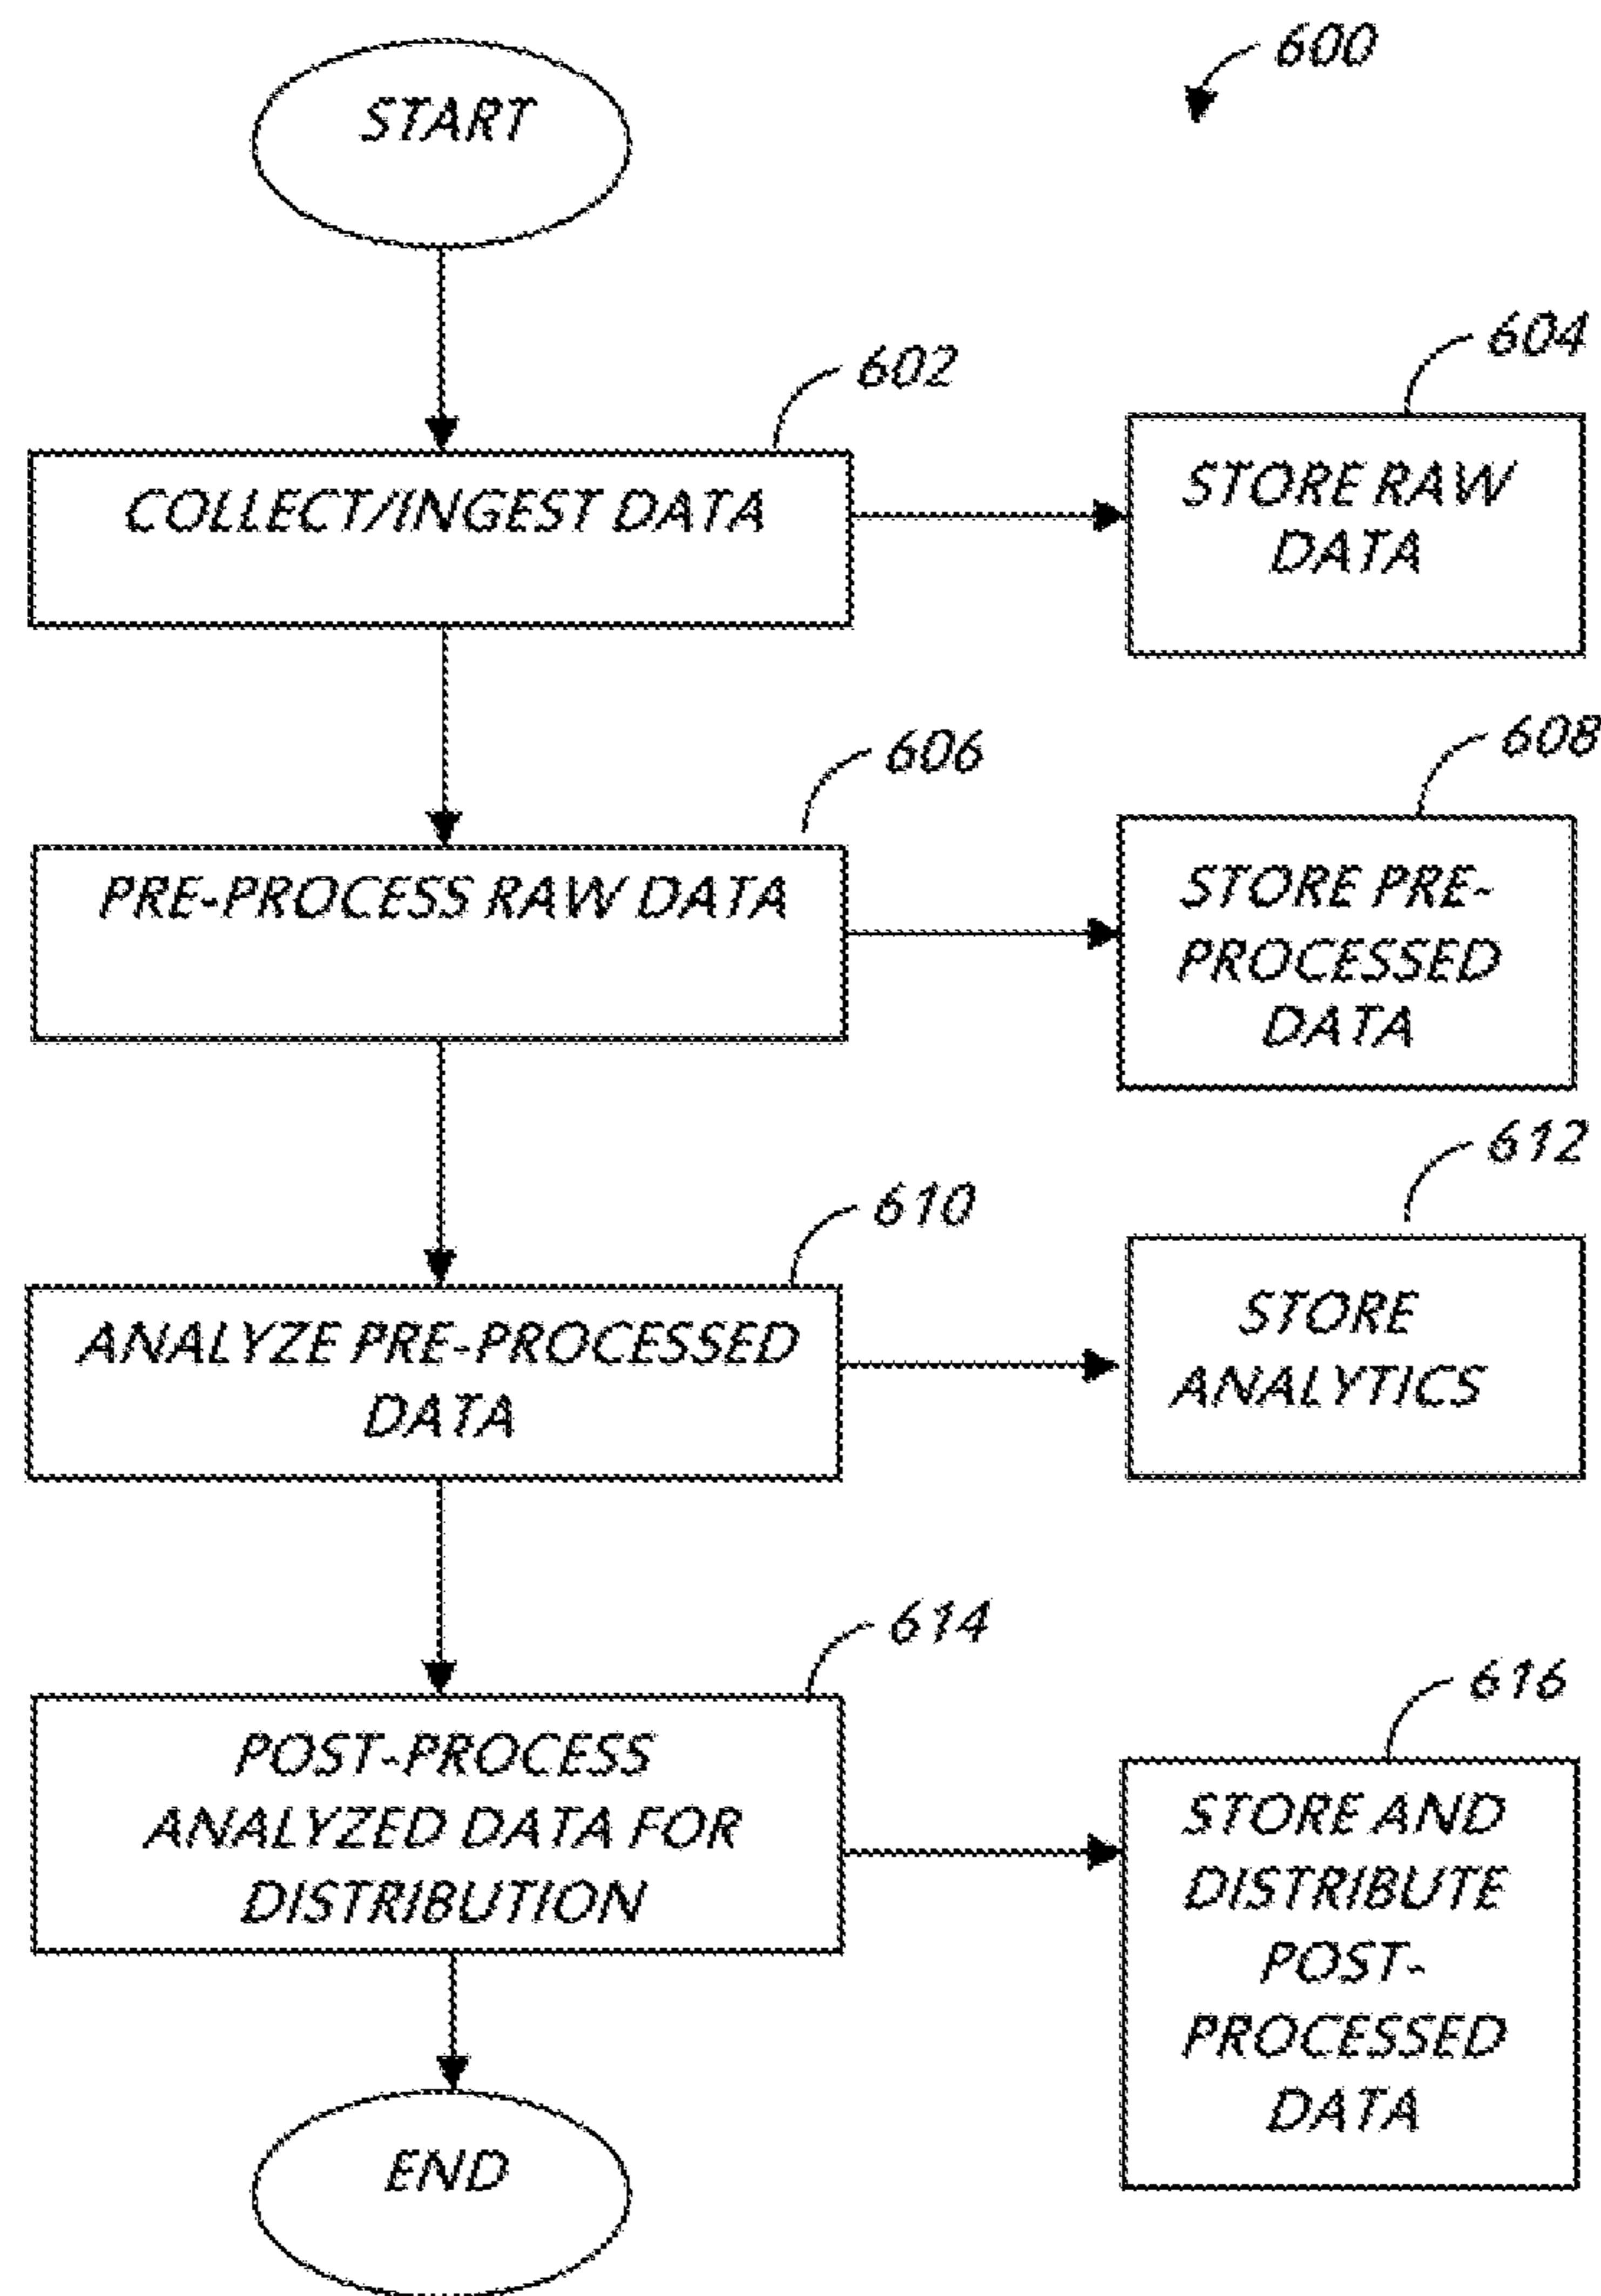 600
START
602
COLLECT/INGEST DATA
604
STORE RAW
DATA
606
PRE-PROCESS RAW DATA
608
STORE PRE-
PROCESSED
DATA
610
ANALYZE PRE-PROCESSED
DATA
612
STORE
ANALYTICS
614
POST-PROCESS
ANALYZED DATA FOR
DISTRIBUTION
616
STORE AND
DISTRIBUTE
POST-
PROCESSED
DATA
END